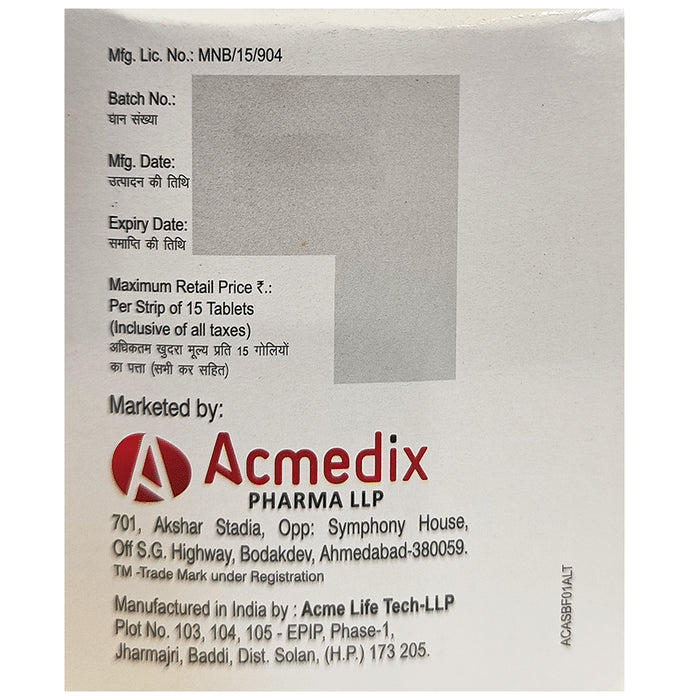 Mfg. Lic. No.: MNB/15/904
Batch No.:
घान संख्या
Mfg. Date:
उत्पादन की तिथि
Expiry Date:
समाप्ति की तिथि
Maximum Retail Price ₹.:
Per Strip of 15 Tablets
(Inclusive of all taxes)
अधिकतम खुदरा मूल्य प्रति 15 गोलियों
का पत्ता (सभी कर सहित)
Marketed by:
Acmedix
PHARMA LLP
701, Akshar Stadia, Opp: Symphony House,
Off S.G. Highway, Bodakdev, Ahmedabad-380059.
TM -Trade Mark under Registration
Manufactured in India by : Acme Life Tech-LLP
Plot No. 103, 104, 105 - EPIP, Phase-1,
Jharmajri, Baddi, Dist. Solan, (H.P.) 173 205.
ACASBF01ALT